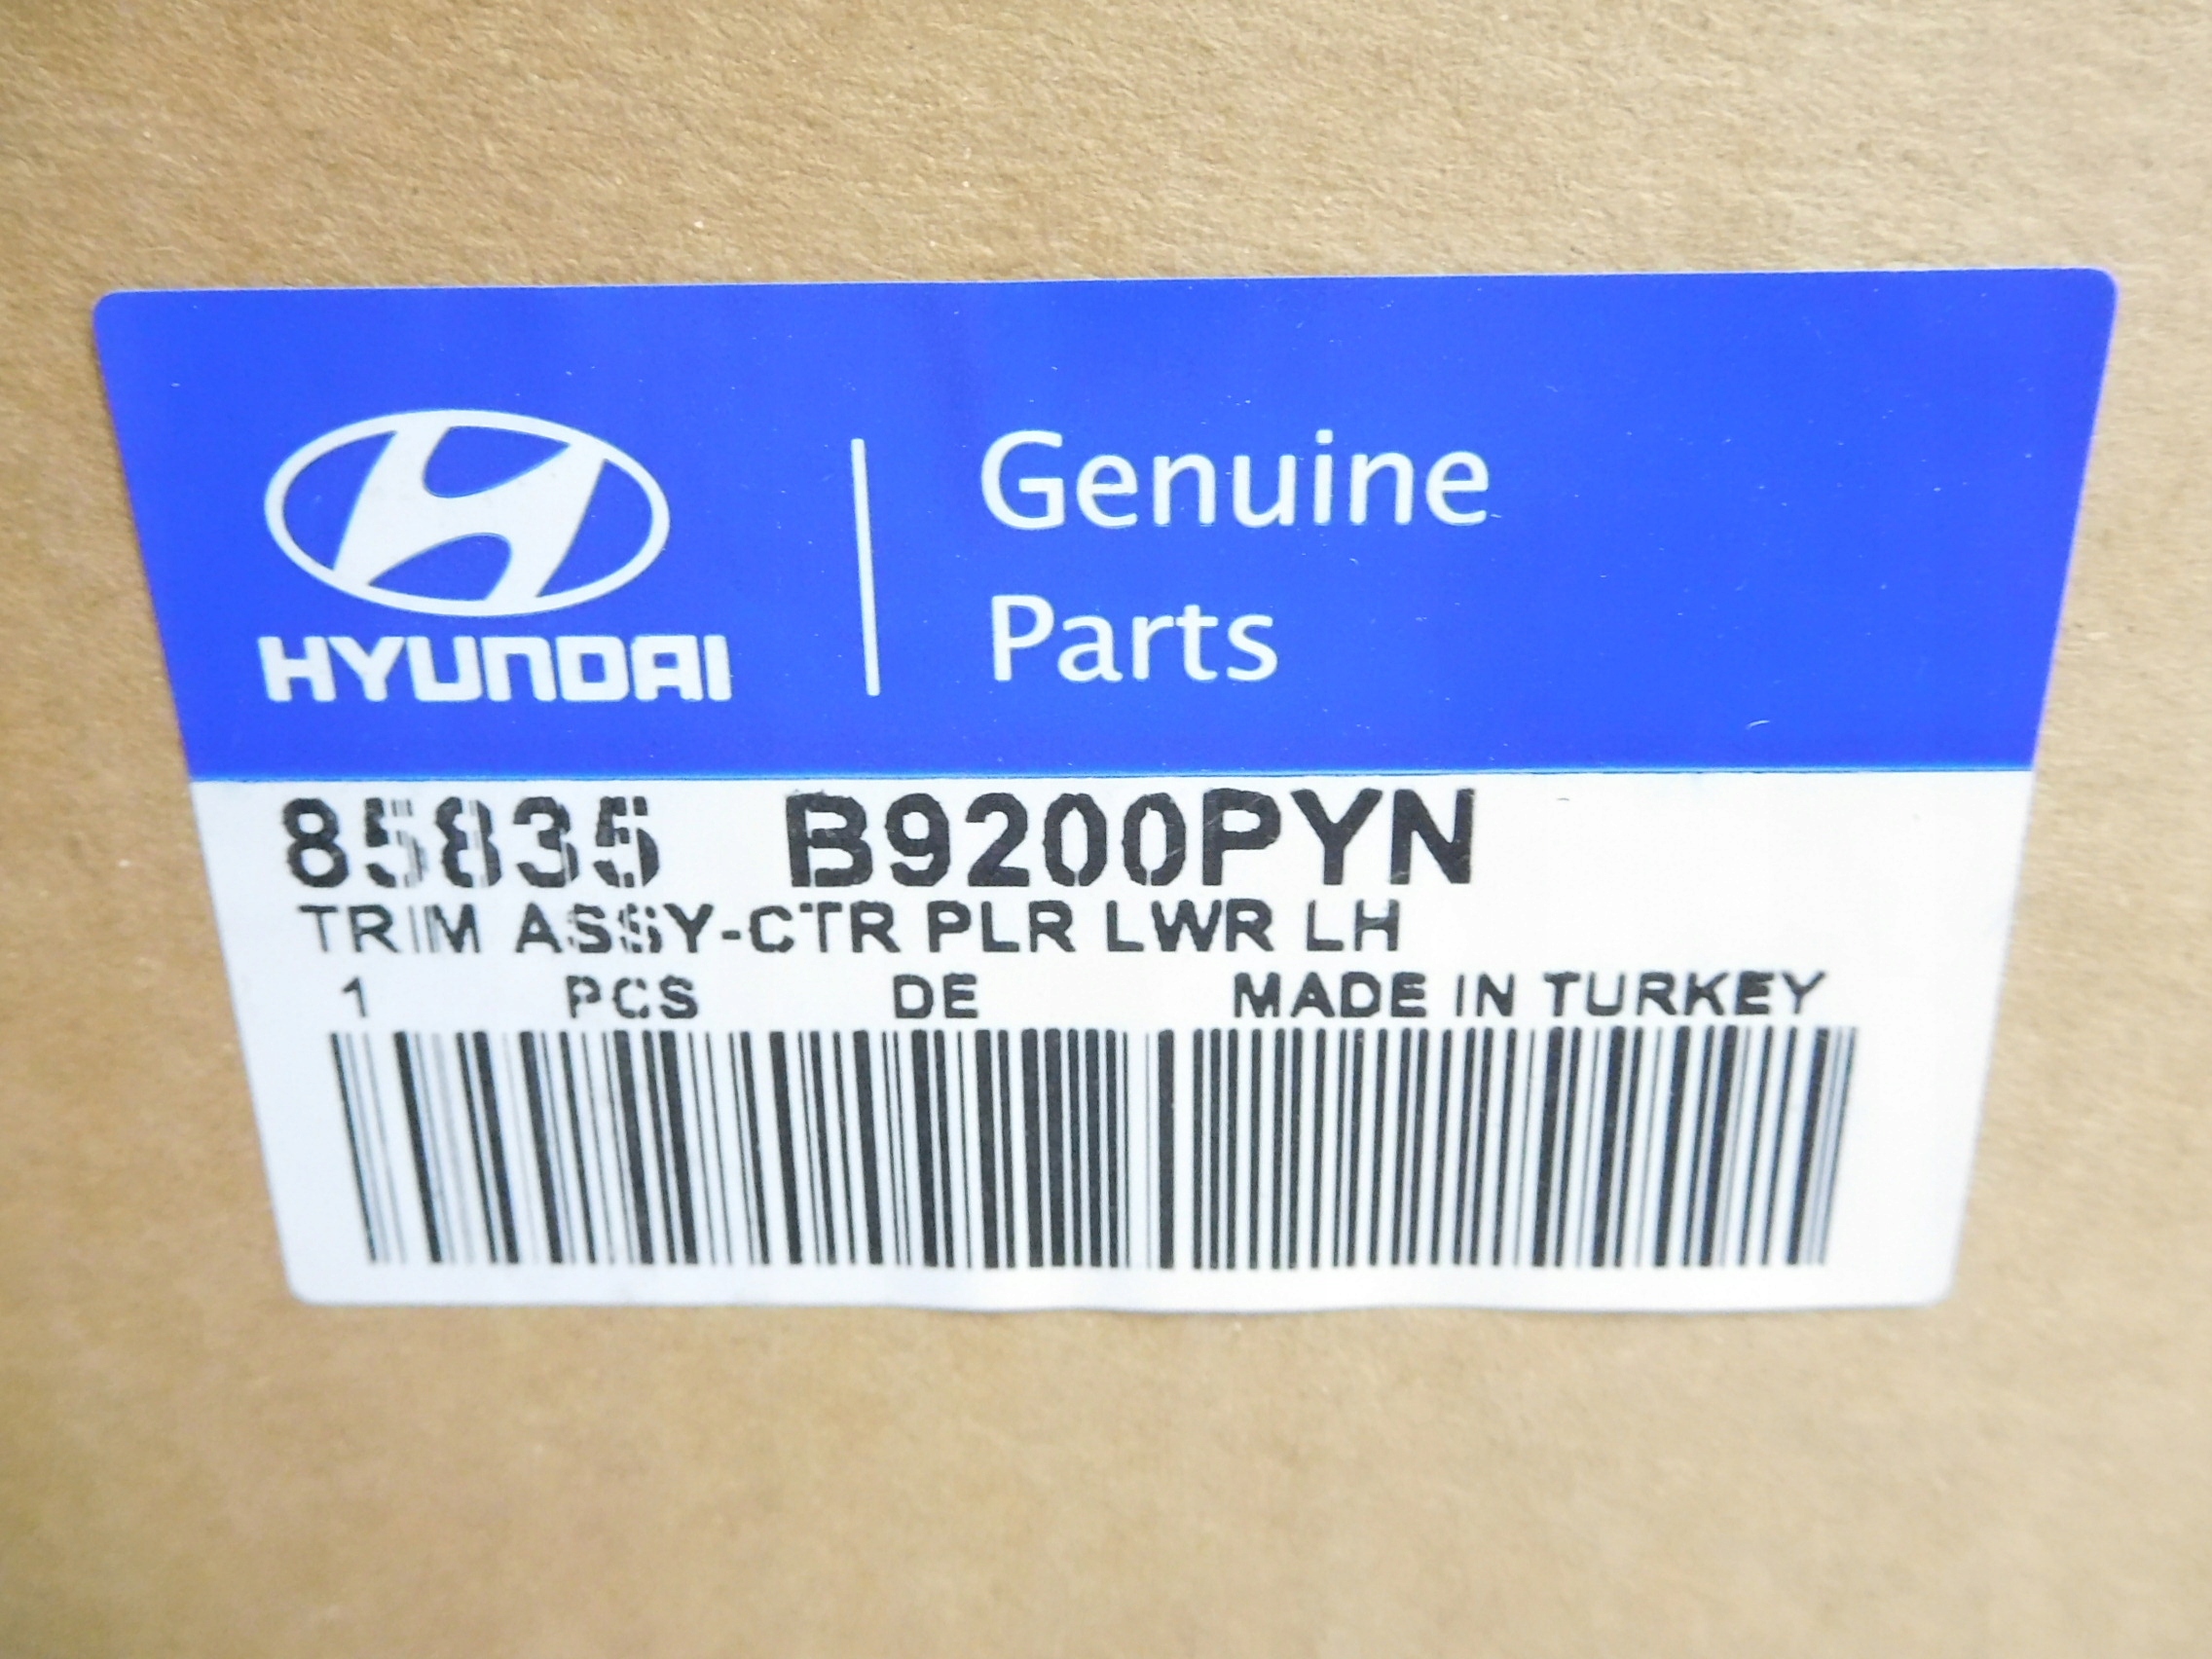 HYUNDAI
Genuine
Parts
85835 B9200PYN
TRIM ASSY-CTR PLR LWR LH
1 PCS DE MADE IN TURKEY